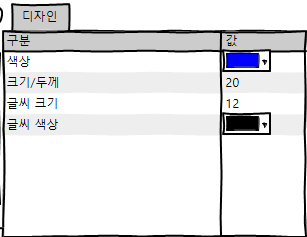 디자인
구분 값
색상
크기/두께 20
글씨 크기 12
글씨 색상